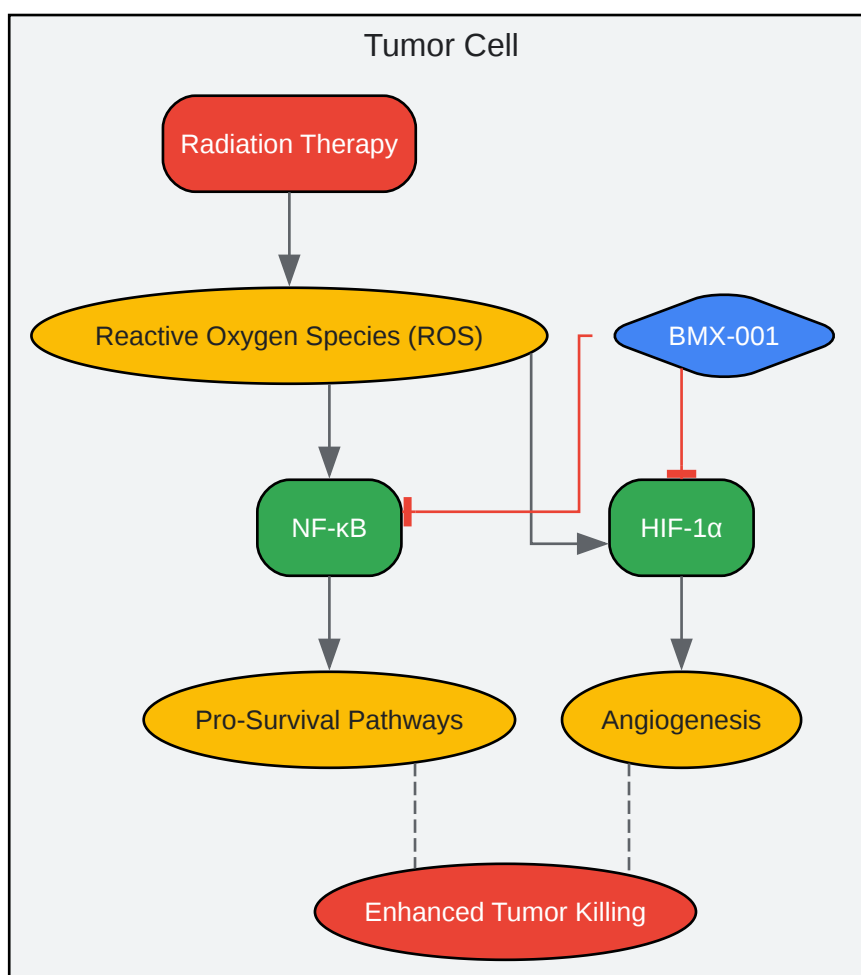 Tumor Cell
Radiation Therapy
Reactive Oxygen Species (ROS)
BMX-001
NF-κB
HIF-1α
Pro-Survival Pathways
Angiogenesis
Enhanced Tumor Killing